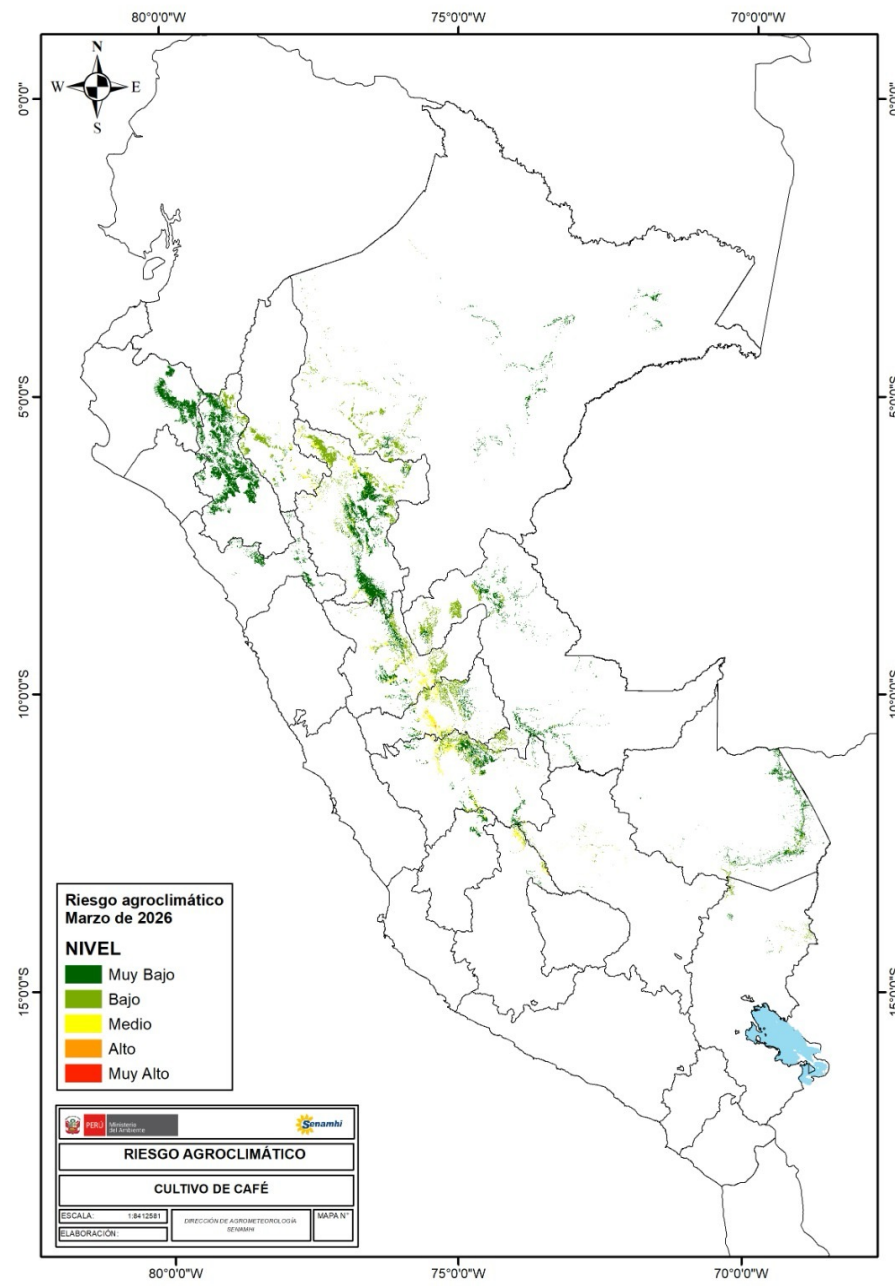 80°0'0"W 75°0'0"W 70°0'0"W
N
W E
S
0°0'0" 0°0'0"
5°0'0"S 5°0'0"S
10°0'0"S 10°0'0"S
15°0'0"S 15°0'0"S
Riesgo agroclimático
Marzo de 2026
NIVEL
Muy Bajo
Bajo
Medio
Alto
Muy Alto
PERÚ Ministerio del Ambiente
Senamhi
RIESGO AGROCLIMÁTICO
CULTIVO DE CAFÉ
ESCALA: 1:8412581
ELABORACIÓN:
DIRECCIÓN DE AGROMETEOROLOGÍA
SENAMHI
MAPA N°
80°0'0"W 75°0'0"W 70°0'0"W